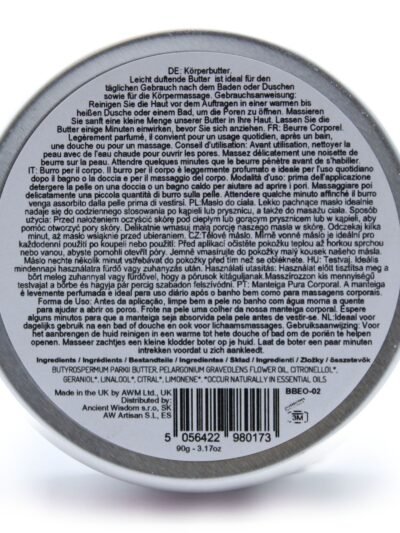 DE: Körperbutter.
Leicht duftende Butter ist ideal für den
täglichen Gebrauch nach dem Baden oder Duschen
sowie für die Körpermassage. Gebrauchsanweisung:
Reinigen Sie die Haut vor dem Auftragen in einer warmen bis
heißen Dusche oder einem Bad, um die Poren zu öffnen. Massieren
Sie sanft eine kleine Menge unserer Butter in Ihre Haut. Lassen Sie die
Butter einige Minuten einwirken, bevor Sie sich anziehen. FR: Beurre Corporel.
Légèrement parfumé, il convient pour un usage quotidien, après un bain,
une douche ou pour un massage. Conseil d'utilisation: Avant utilisation, nettoyer la
peau avec de l'eau chaude pour ouvrir les pores. Massez délicatement une noisette de
beurre sur la peau. Attendre quelques minutes que le beurre pénètre avant de s'habiller.
IT: Burro per il corpo. Il burro per il corpo è leggermente profumato e ideale per l'uso quotidiano
dopo il bagno o la doccia e per il massaggio del corpo. Modalità d'uso: prima dell'applicazione
detergere la pelle con una doccia o un bagno caldo per aiutare ad aprire i pori. Massaggiare poi
delicatamente una piccola quantità di burro sulla pelle. Attendere qualche minuto affinché il burro
venga assorbito dalla pelle prima di vestirsi. PL:Masło do ciała. Lekko pachnące masło idealnie
nadaje się do codziennego stosowania po kąpieli lub prysznicu, a także do masażu ciała. Sposób
użycia: Przed nałożeniem oczyścić skórę pod ciepłym lub gorącym prysznicem lub w kąpieli, aby
pomóc otworzyć pory skóry. Delikatnie wmasuj małą porcję naszego masła w skórę. Odczekaj kilka
minut, aż masło wsiąknie przed ubieraniem. CZ:Tělové máslo. Mírně vonné máslo je ideální pro
každodenní použití po koupeli nebo použití: Před aplikací očistěte pokožku teplou až horkou sprchou
nebo vanou, abyste pomohli otevřít póry. Jemně vmasírujte do pokožky malý kousek našeho másla.
Máslo nechte několik minut vstřebávat do pokožky před tím než se obléknete. HU: Testvaj. Ideális
mindennapi használatra fürdő vagy zuhanyzás után. Használati utasítás: Használat előtt tisztítsa meg a
bőrt meleg zuhannyal vagy fürdővel, hogy a pórusok kitáguljanak.Masszírozzon kis mennyiségű
testvajat a bőrbe és hagyja pár percig szabadon felszívódni. PT: Manteiga Pura Corporal. A manteiga
é levemente perfumada e ideal para uso diário após o banho ou para massagens corporais.
Forma de Uso: Antes da aplicação, limpe bem a pele no banho com água morna a quente
para ajudar a abrir os poros. Frote na pele uma colher da nossa manteiga corporal. Espere
alguns minutos para que a manteiga seja absorvida pela pele antes de vestir-se. NL:Ideaal voor
dagelijks gebruik na een bad of douche en ook voor lichaamsmassages. Gebruiksaanwijzing: Voor
het aanbrengen de huid reinigen in een warme tot hete douche of bad om de poriën te helpen
openen. Masseer zachtjes een kleine klodder boter op je huid. Laat de boter een paar minuten
intrekken voordat u zich aankleedt.
Ingredients / Ingrédients / Bestandteile / Ingredientes / Skład / Ingredienti / Zložky / összetevők
BUTYROSPERMUM PARKII BUTTER, PELARGONIUM GRAVEOLENS FLOWER OIL, CITRONELLOL*,
GERANIOL*, LINALOOL*, CITRAL*, LIMONENE*. *OCCUR NATURALLY IN ESSENTIAL OILS
Made in the UK by AWM Ltd., UK
Distributed by:
Ancient Wisdom s.r.o, SK
AW Artisan S.L, ES
BBEO-02
3M
5 056422 980173
90g - 3.17oz